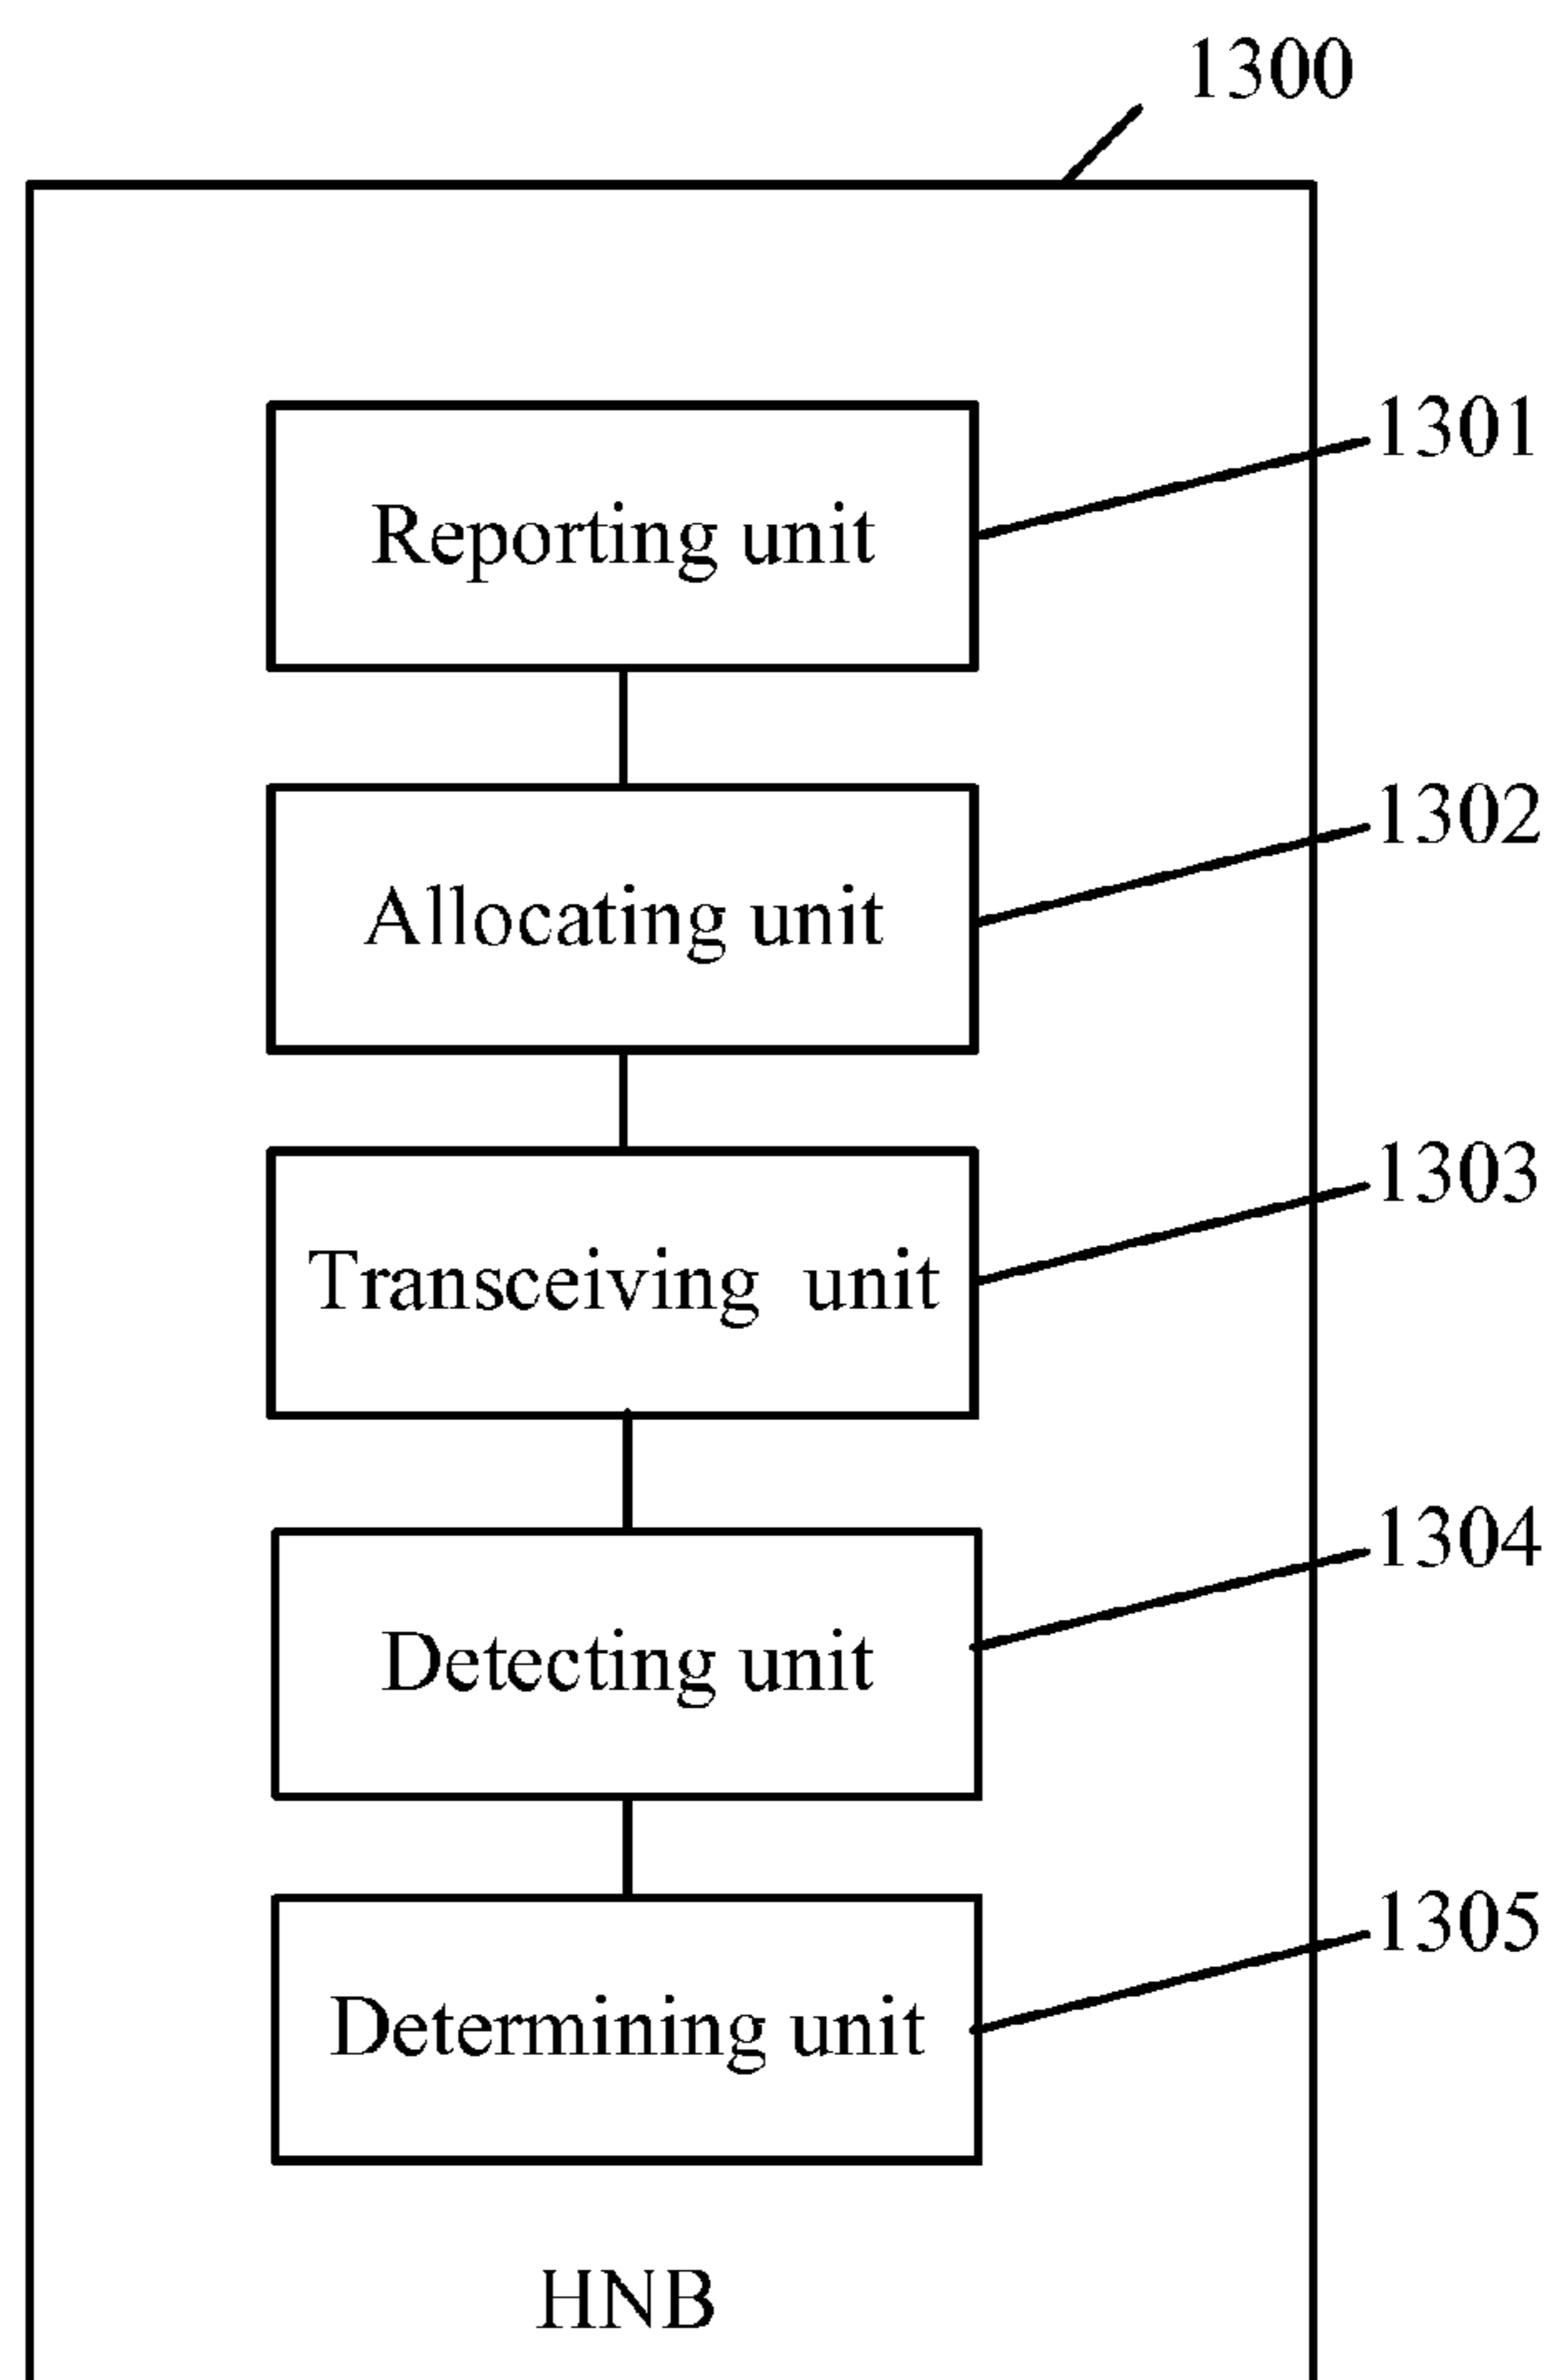 1300
1301
Reporting unit
1302
Allocating unit
1303
Transceiving unit
1304
Detecting unit
1305
Determining unit
HNB